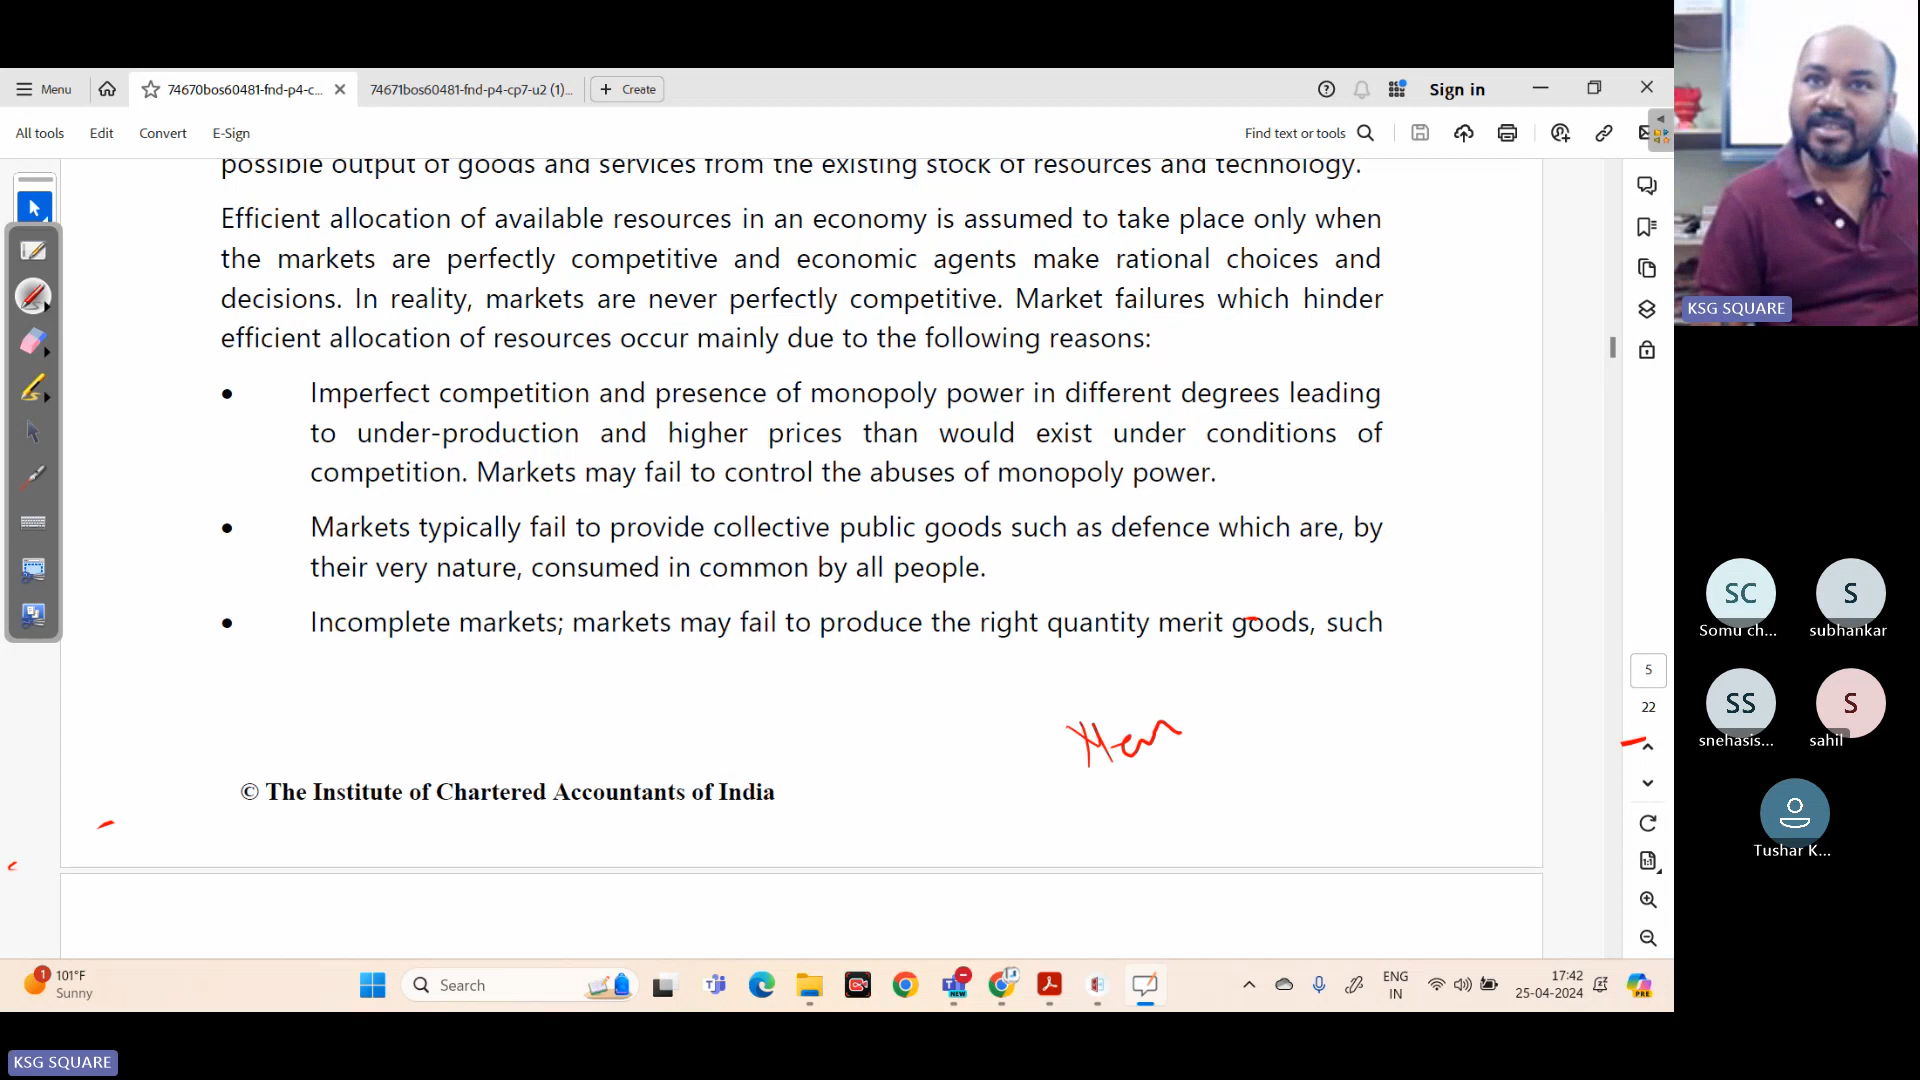 Menu
74670bos60481-fnd-p4-c...
74671bos60481-fnd-p4-cp7-u2 (1)...
Create
Sign in
All tools
Edit
Convert
E-Sign
Find text or tools
possible output of goods and services from the existing stock of resources and technology.
Efficient allocation of available resources in an economy is assumed to take place only when
the markets are perfectly competitive and economic agents make rational choices and
decisions. In reality, markets are never perfectly competitive. Market failures which hinder
efficient allocation of resources occur mainly due to the following reasons:
• Imperfect competition and presence of monopoly power in different degrees leading
to under-production and higher prices than would exist under conditions of
competition. Markets may fail to control the abuses of monopoly power.
• Markets typically fail to provide collective public goods such as defence which are, by
their very nature, consumed in common by all people.
• Incomplete markets; markets may fail to produce the right quantity merit goods, such
© The Institute of Chartered Accountants of India
5
22
KSG SQUARE
SC
Somu ch...
S
subhankar
SS
snehasis...
S
sahil
Tushar K...
1
101°F
Sunny
Search
NEW
ENG
IN
17:42
25-04-2024
PRE
KSG SQUARE